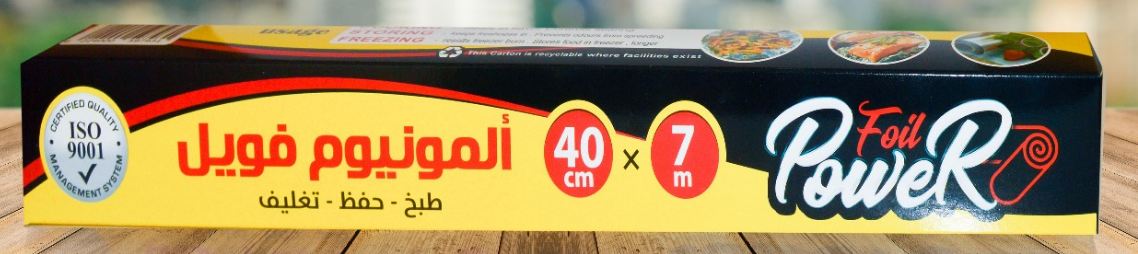 usage
STORING
FREEZING
This Carton is recyclable where facilities exist
CERTIFIED QUALITY
ISO
9001
MANAGEMENT SYSTEM
ألمونيوم فويل
طبخ - حفظ - تغليف
40
cm
x
7
m
Foil
PoweR